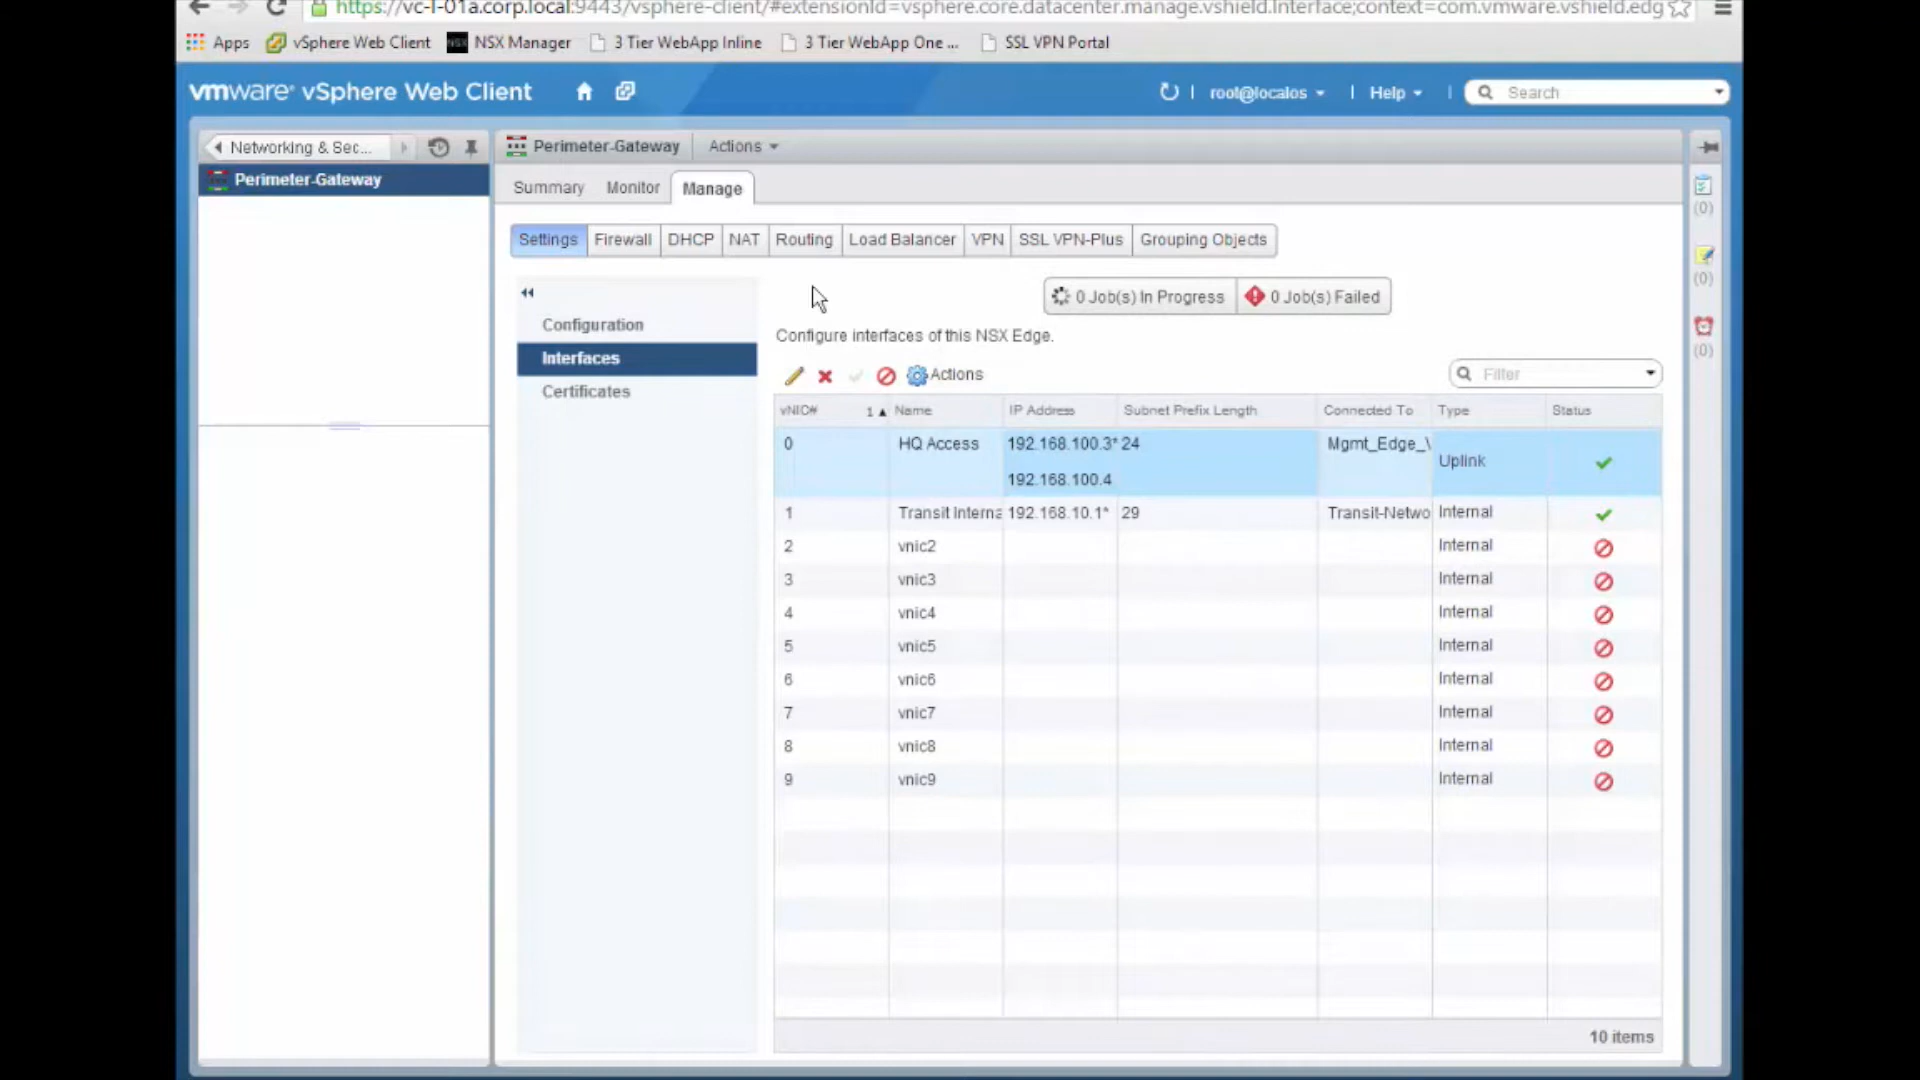 https://vc-l-01a.corp.local:9443/vsphere-client/#extensionId=vsphere.core.datacenter.manage.vshield.Interface;context=com.vmware.vshield.edg
Apps vSphere Web Client NSX NSX Manager 3 Tier WebApp Inline 3 Tier WebApp One ... SSL VPN Portal
vmware® vSphere Web Client root@localos | Help | Search
Networking & Sec... Perimeter-Gateway Actions
Perimeter-Gateway
Summary Monitor Manage
(0)
Settings Firewall DHCP NAT Routing Load Balancer VPN SSL VPN-Plus Grouping Objects
(0)
0 Job(s) In Progress 0 Job(s) Failed
Configuration
Configure interfaces of this NSX Edge.
(0)
Interfaces
Actions Filter
Certificates
vNIC# 1 ▲ Name IP Address Subnet Prefix Length Connected To Type Status
0 HQ Access 192.168.100.3* 24 Mgmt_Edge_\ Uplink
192.168.100.4
1 Transit Interna 192.168.10.1* 29 Transit-Netwo Internal
2 vnic2 Internal
3 vnic3 Internal
4 vnic4 Internal
5 vnic5 Internal
6 vnic6 Internal
7 vnic7 Internal
8 vnic8 Internal
9 vnic9 Internal
10 items